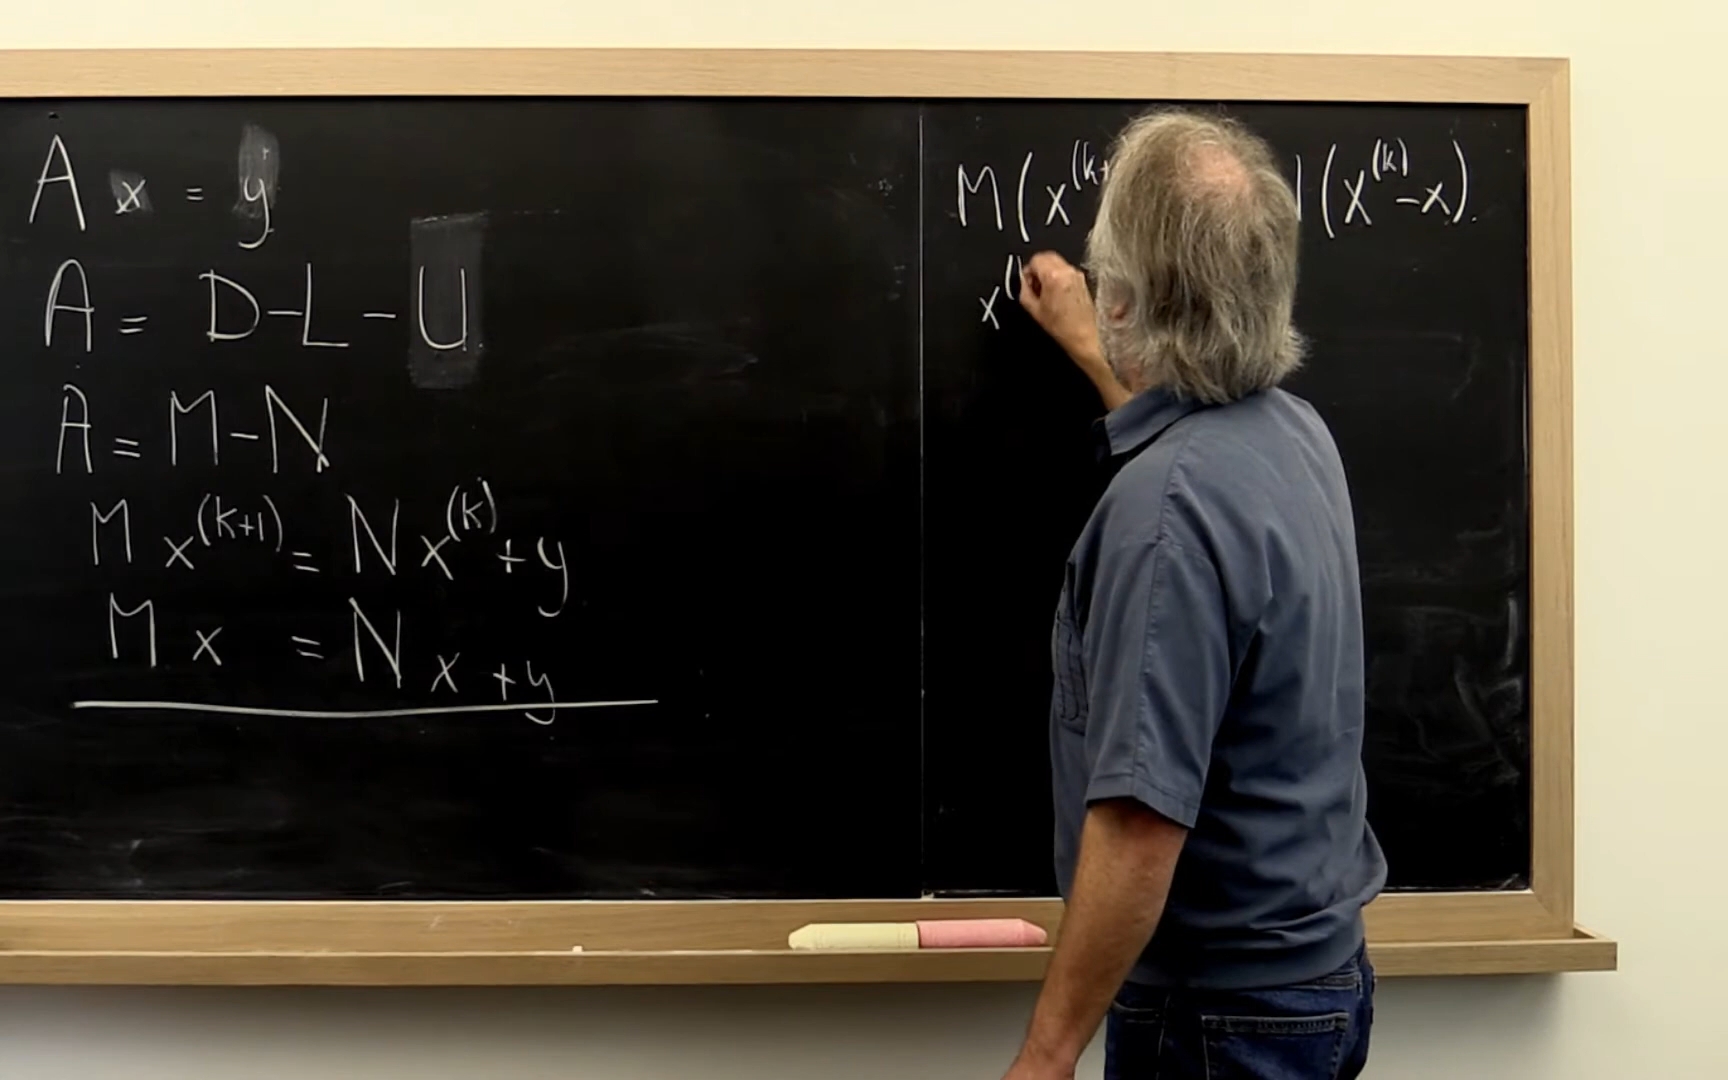 A x = y
A = D-L-U
A = M-N
M x^(k+1) = N x^(k) + y
M x = N x + y
M(x^(k+ (x^(k) - x).
x^(